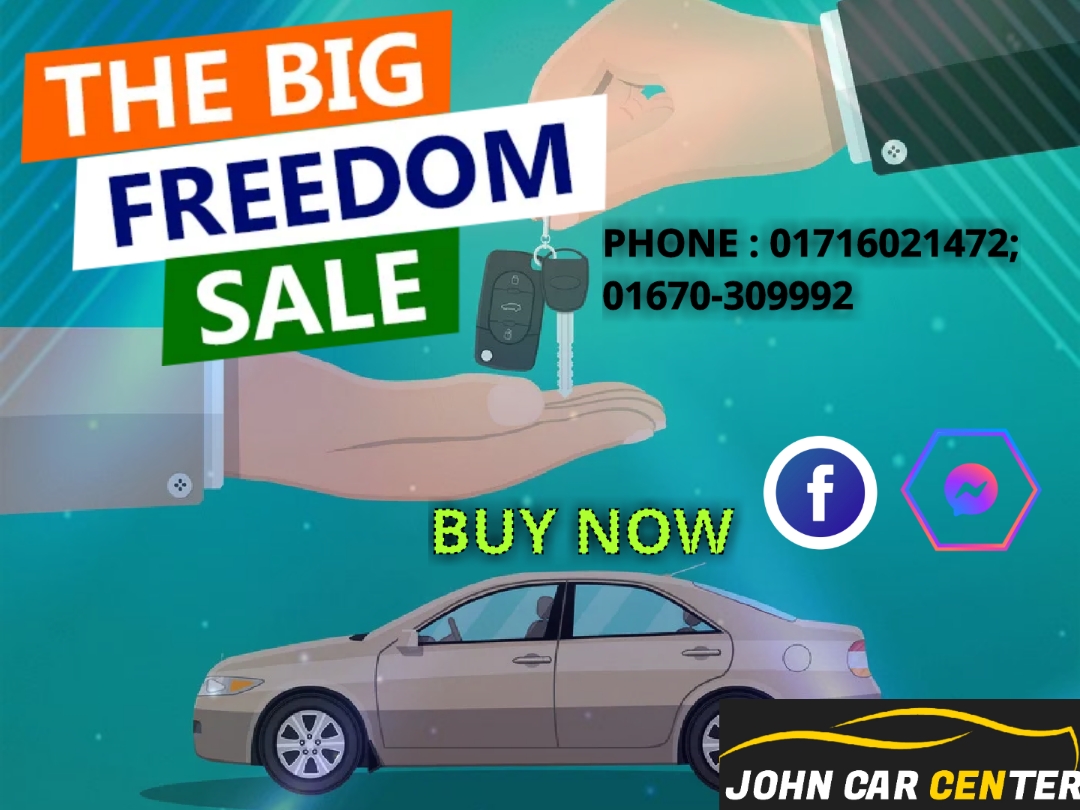 THE BIG
FREEDOM
SALE
PHONE : 01716021472;
01670-309992
BUY NOW
f
JOHN CAR CENTER